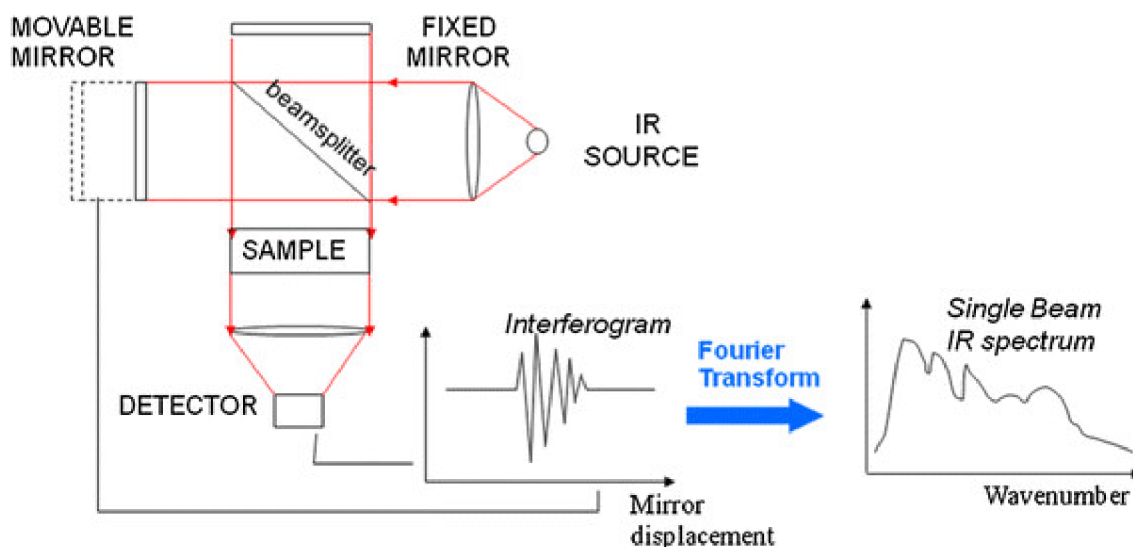 MOVABLE
MIRROR
FIXED
MIRROR
beamsplitter
IR
SOURCE
SAMPLE
DETECTOR
Interferogram
Mirror
displacement
Fourier
Transform
Single Beam
IR spectrum
Wavenumber